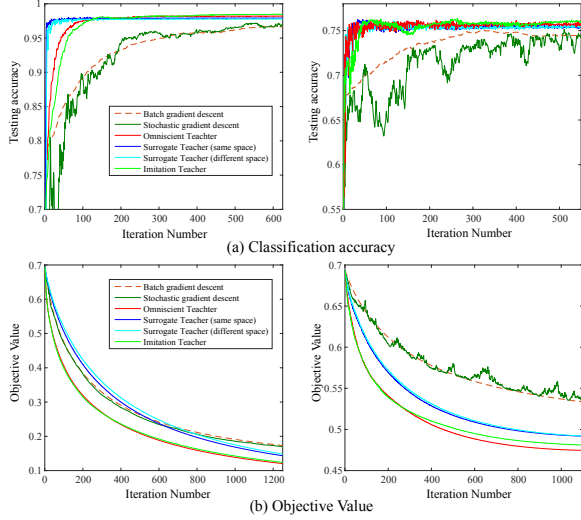 1
0.95
0.9
0.85
0.8
0.75
0.7
Testing accuracy
0 100 200 300 400 500 600
Iteration Number
Batch gradient descent
Stochastic gradient descent
Omniscient Teachter
Surrogate Teacher (same space)
Surrogate Teacher (different space)
Imitation Teacher
0.75
0.7
0.65
0.6
0.55
Testing accuracy
0 100 200 300 400 500
Iteration Number
(a) Classification accuracy
0.7
0.6
0.5
0.4
0.3
0.2
0.1
Objective Value
0 200 400 600 800 1000 1200
Iteration Number
Batch gradient descent
Stochastic gradient descent
Omniscient Teachter
Surrogate Teacher (same space)
Surrogate Teacher (different space)
Imitation Teacher
0.7
0.65
0.6
0.55
0.5
0.45
Objective Value
0 200 400 600 800 1000
Iteration Number
(b) Objective Value